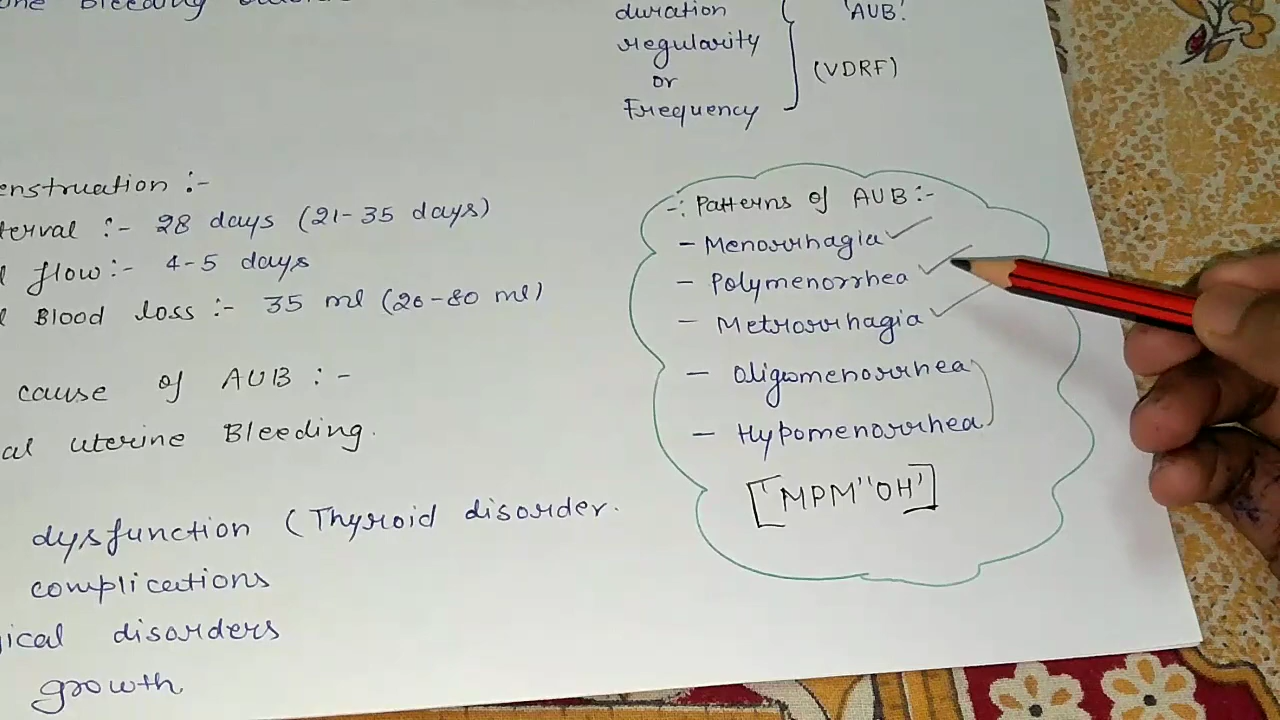 Bleeding
duration 'AUB'.
regularity
or (VDRF)
Frequency
enstruation :-
terval :- 28 days (21-35 days)
flow:- 4-5 days
Blood loss :- 35 ml (20-80 ml)
cause of AUB :-
al uterine Bleeding.
dysfunction (Thyroid disorder.
complications
gical disorders
growth
-: Patterns of AUB:-
- Menorrhagia
- Polymenorrhea
- Metrorrhagia
- Oligomenorrhea
- Hypomenorrhea
['MPM"OH']